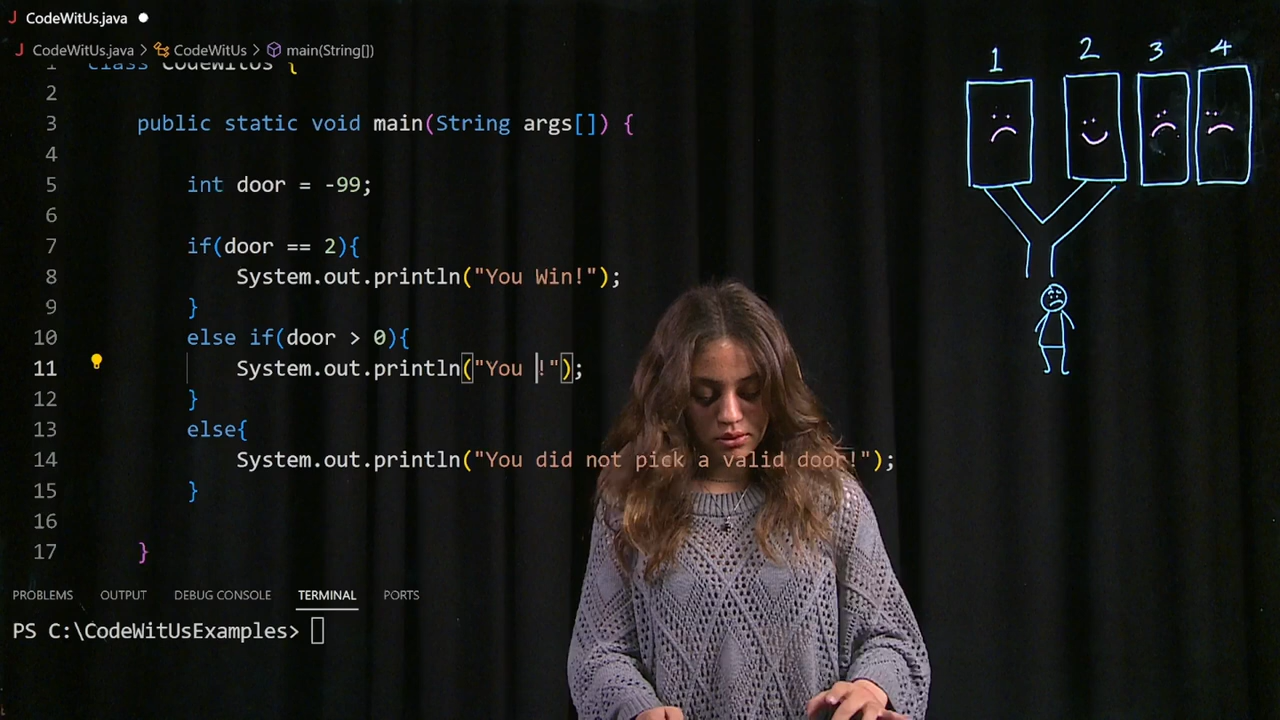 CodeWitUs.java
CodeWitUs.java > CodeWitUs > main(String[])
1 class CodeWitUs {
2
3 public static void main(String args[]) {
4
5 int door = -99;
6
7 if(door == 2){
8 System.out.println("You Win!");
9 }
10 else if(door > 0){
11 System.out.println("You !");
12 }
13 else{
14 System.out.println("You did not pick a valid door!");
15 }
16
17 }
PROBLEMS OUTPUT DEBUG CONSOLE TERMINAL PORTS
PS C:\CodeWitUsExamples>
1 2 3 4